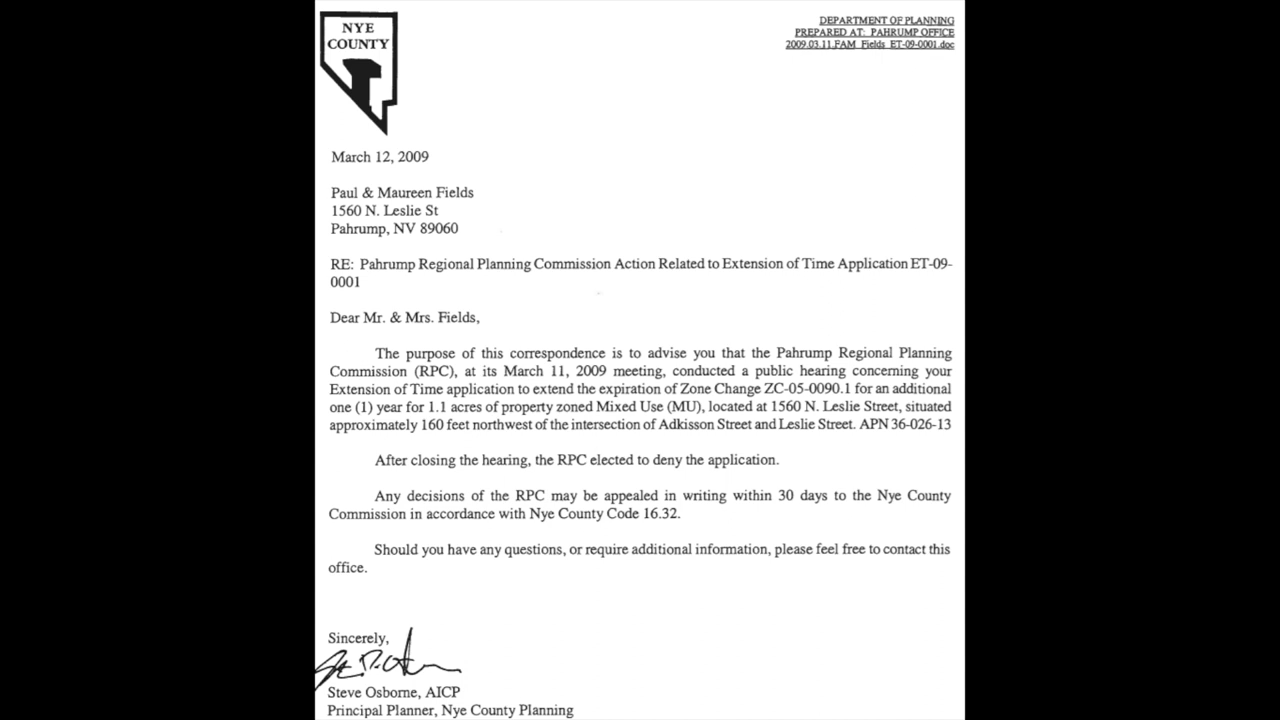 NYE
COUNTY
DEPARTMENT OF PLANNING
PREPARED AT: PAHRUMP OFFICE
2009.03.11.FAM_Fields_ET-09-0001.doc
March 12, 2009
Paul & Maureen Fields
1560 N. Leslie St
Pahrump, NV 89060
RE: Pahrump Regional Planning Commission Action Related to Extension of Time Application ET-09-
0001
Dear Mr. & Mrs. Fields,
The purpose of this correspondence is to advise you that the Pahrump Regional Planning
Commission (RPC), at its March 11, 2009 meeting, conducted a public hearing concerning your
Extension of Time application to extend the expiration of Zone Change ZC-05-0090.1 for an additional
one (1) year for 1.1 acres of property zoned Mixed Use (MU), located at 1560 N. Leslie Street, situated
approximately 160 feet northwest of the intersection of Adkisson Street and Leslie Street. APN 36-026-13
After closing the hearing, the RPC elected to deny the application.
Any decisions of the RPC may be appealed in writing within 30 days to the Nye County
Commission in accordance with Nye County Code 16.32.
Should you have any questions, or require additional information, please feel free to contact this
office.
Sincerely,
Steve Osborne, AICP
Principal Planner, Nye County Planning